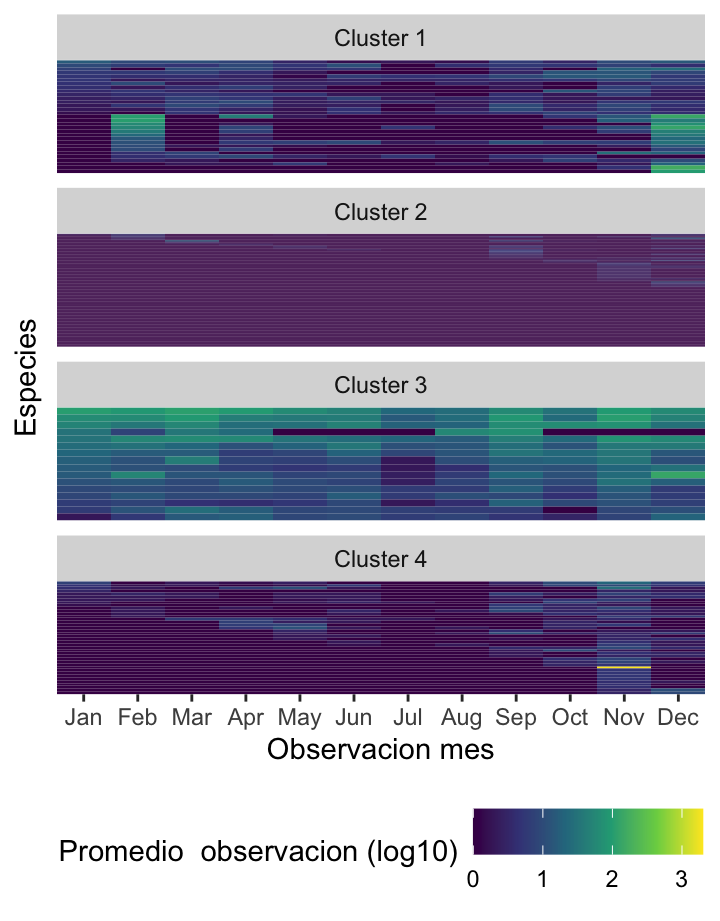 Cluster 1
Cluster 2
Cluster 3
Cluster 4
Especies
Jan Feb Mar Apr May Jun Jul Aug Sep Oct Nov Dec
Observacion mes
Promedio  observacion (log10)
0 1 2 3